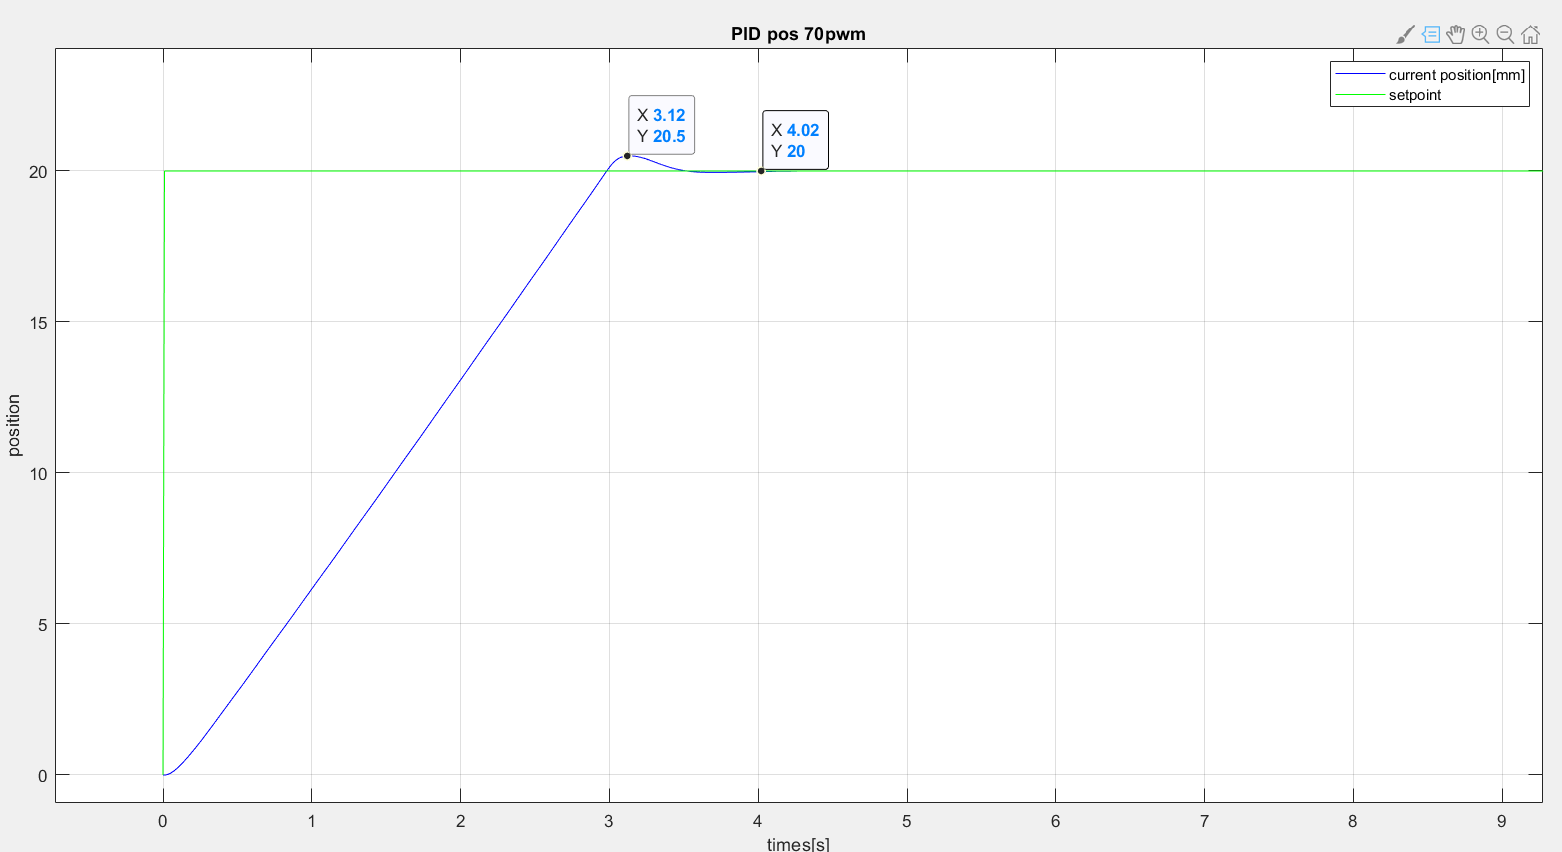 PID pos 70pwm
current position[mm]
setpoint
X 3.12
Y 20.5
X 4.02
Y 20
20
15
10
5
0
position
0 1 2 3 4 5 6 7 8 9
times[s]